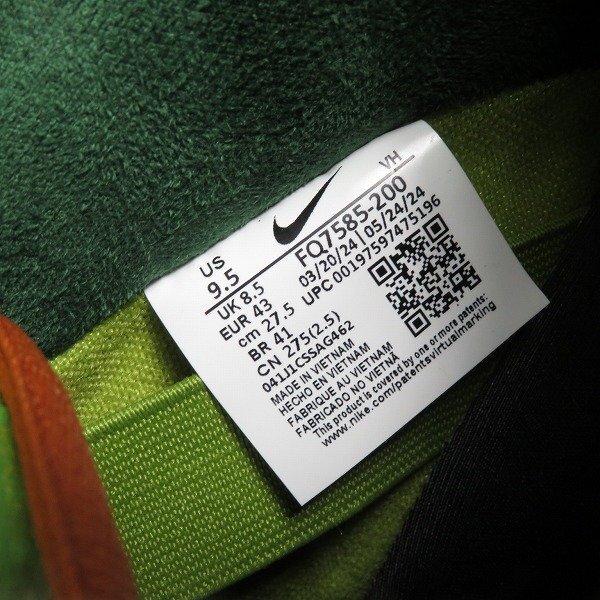 VH
FQ7585-200
03/20/24 | 05/24/24
UPC 00197597475196
US
9.5
UK 8.5
EUR 43
cm 27.5
BR 41
CN 275(2.5)
041J1CSSAG462
MADE IN VIETNAM
HECHO EN VIETNAM
FABRIQUE AU VIETNAM
FABRICADO NO VIETNÃ
This product is covered by one or more
www.nike.com/patentsvirtualmarking